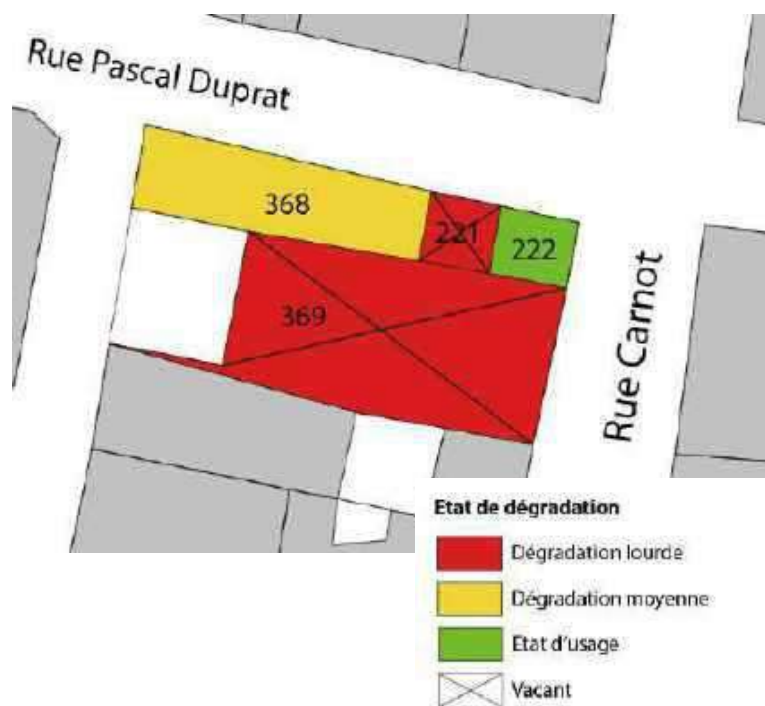 Rue Pascal Duprat
368
221
222
369
Rue Carnot
Etat de dégradation
Dégradation lourde
Dégradation moyenne
Etat d'usage
Vacant